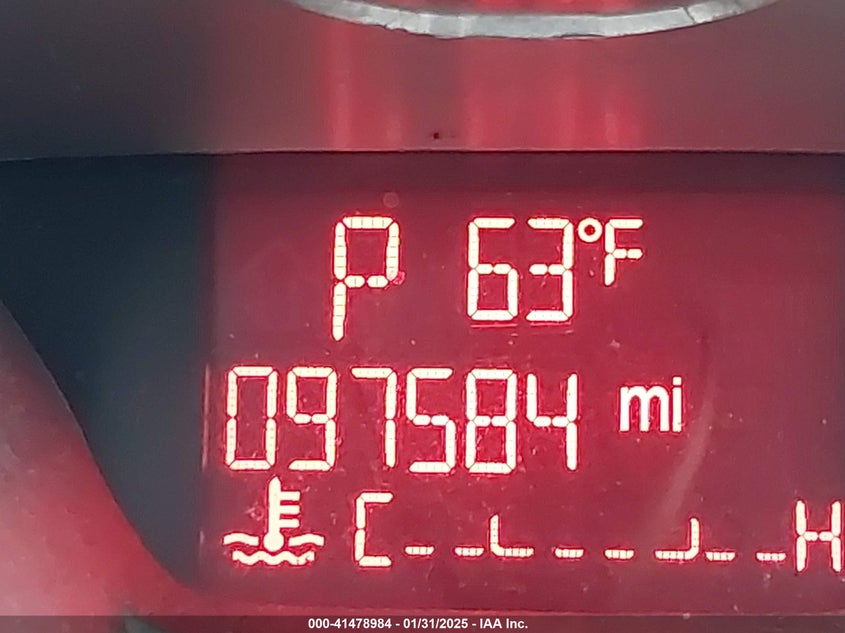 P 63°F
097584 mi
C H
000-41478984 - 01/31/2025 - IAA Inc.